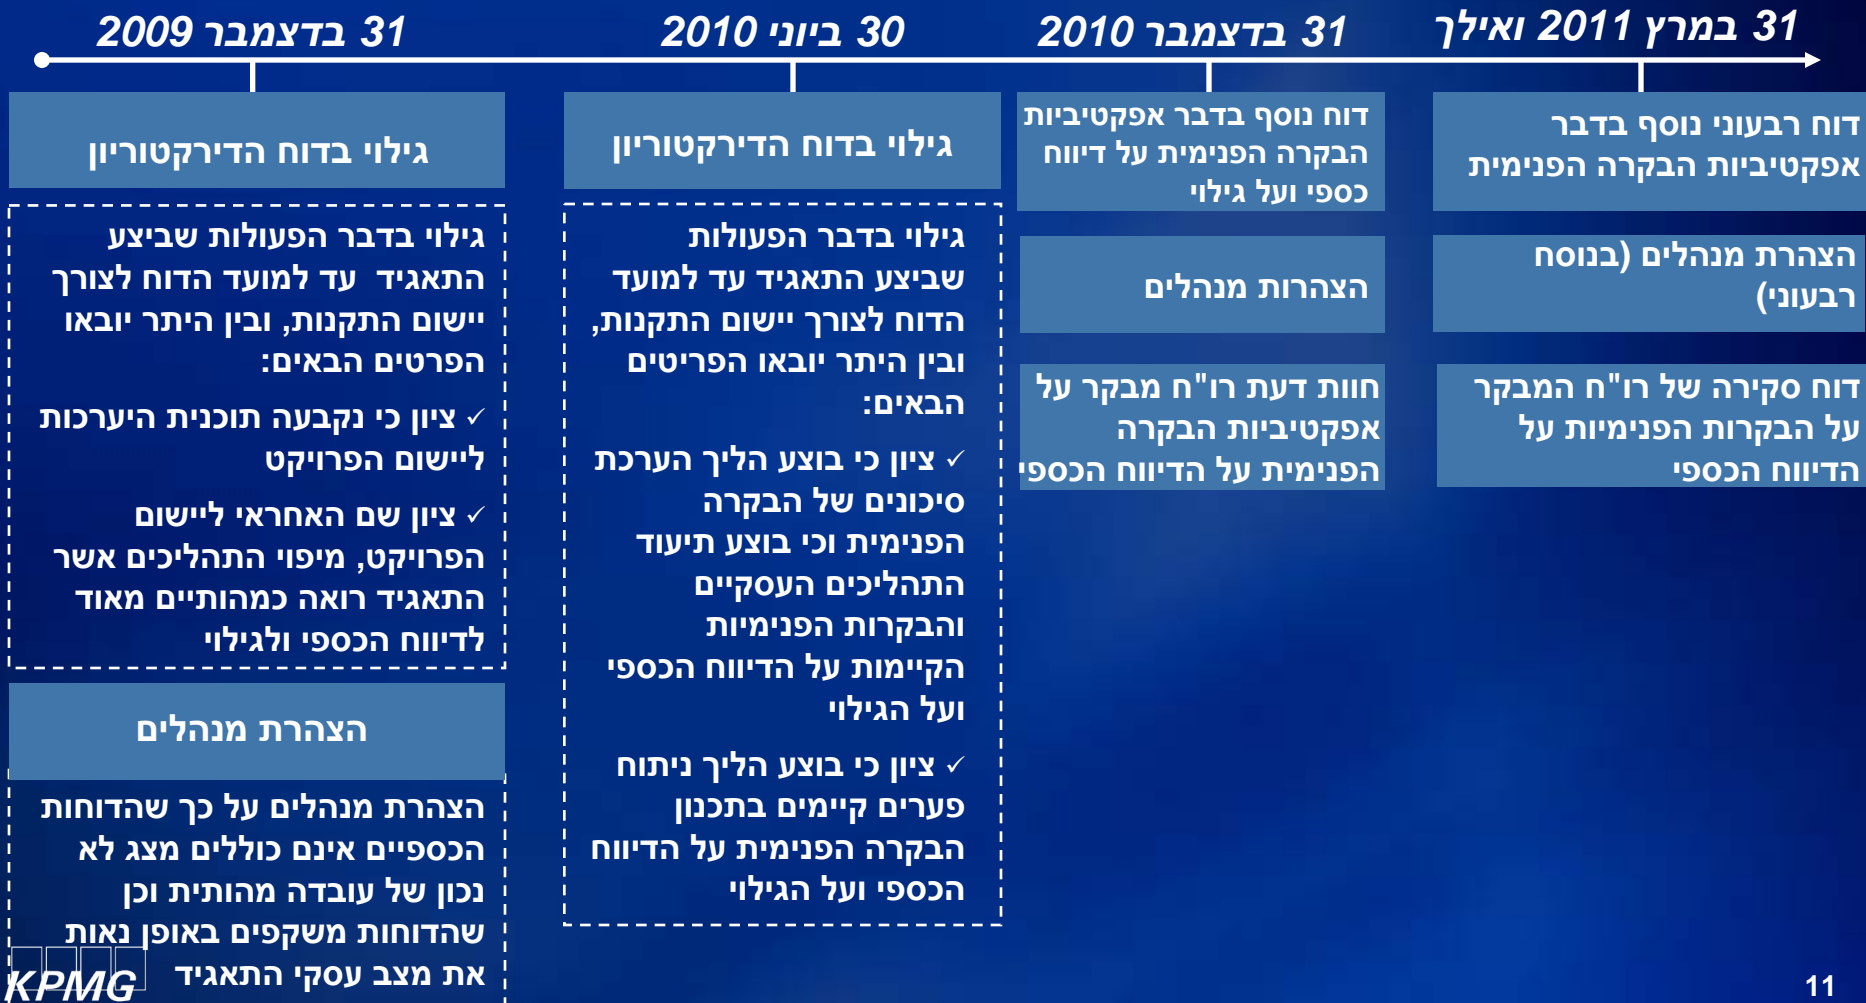 31 בדצמבר 2009
30 ביוני 2010
31 בדצמבר 2010
31 במרץ 2011 ואילך
גילוי בדוח הדירקטוריון
גילוי בדבר הפעולות שביצע
התאגיד עד למועד הדוח לצורך
יישום התקנות, ובין היתר יובאו
הפרטים הבאים:
✓ ציון כי נקבעה תוכנית היערכות
ליישום הפרויקט
✓ ציון שם האחראי ליישום
הפרויקט, מיפוי התהליכים אשר
התאגיד רואה כמהותיים מאוד
לדיווח הכספי ולגילוי
הצהרת מנהלים
הצהרת מנהלים על כך שהדוחות
הכספיים אינם כוללים מצג לא
נכון של עובדה מהותית וכן
שהדוחות משקפים באופן נאות
את מצב עסקי התאגיד
גילוי בדוח הדירקטוריון
גילוי בדבר הפעולות
שביצע התאגיד עד למועד
הדוח לצורך יישום התקנות,
ובין היתר יובאו הפריטים
הבאים:
✓ ציון כי בוצע הליך הערכת
סיכונים של הבקרה
הפנימית וכי בוצע תיעוד
התהליכים העסקיים
והבקרות הפנימיות
הקיימות על הדיווח הכספי
ועל הגילוי
✓ ציון כי בוצע הליך ניתוח
פערים קיימים בתכנון
הבקרה הפנימית על הדיווח
הכספי ועל הגילוי
דוח נוסף בדבר אפקטיביות
הבקרה הפנימית על דיווח
כספי ועל גילוי
הצהרות מנהלים
חוות דעת רו"ח מבקר על
אפקטיביות הבקרה
הפנימית על הדיווח הכספי
דוח רבעוני נוסף בדבר
אפקטיביות הבקרה הפנימית
הצהרת מנהלים (בנוסח
רבעוני)
דוח סקירה של רו"ח המבקר
על הבקרות הפנימיות על
הדיווח הכספי
KPMG
11